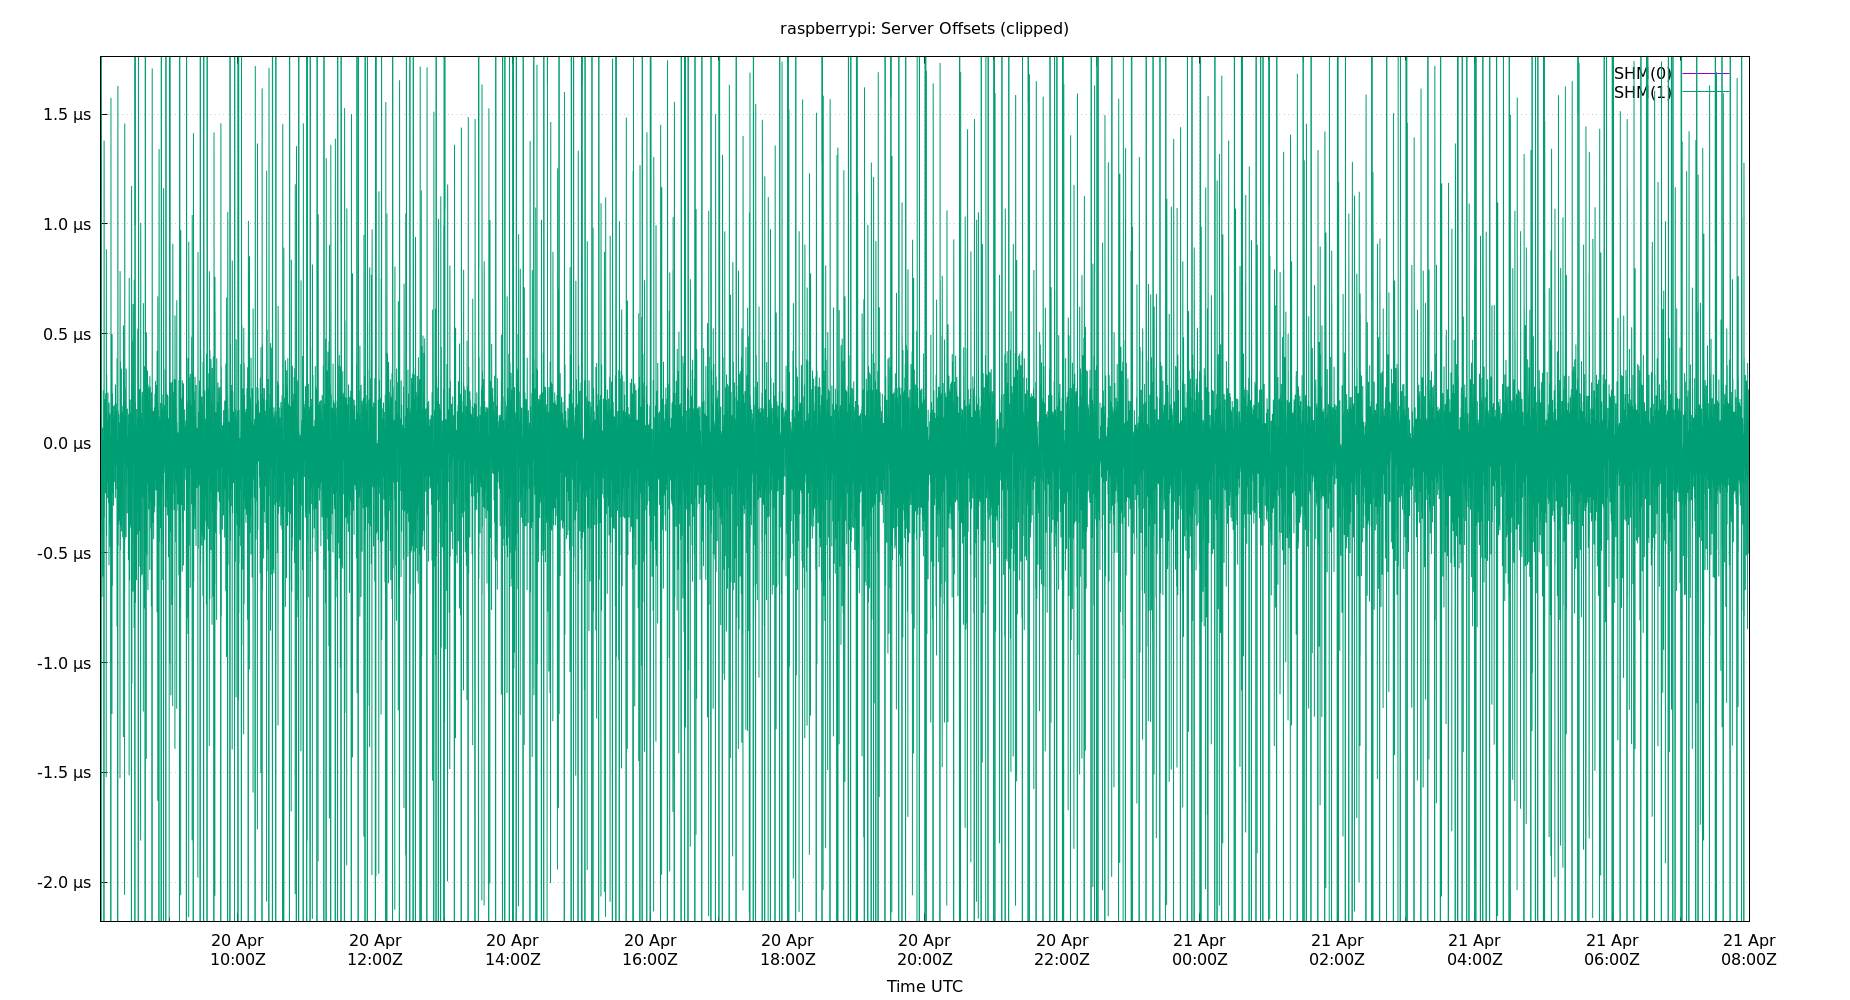 raspberrypi: Server Offsets (clipped)
SHM(0)
SHM(1)
1.5 µs
1.0 µs
0.5 µs
0.0 µs
-0.5 µs
-1.0 µs
-1.5 µs
-2.0 µs
20 Apr 20 Apr 20 Apr 20 Apr 20 Apr 20 Apr 20 Apr 21 Apr 21 Apr 21 Apr 21 Apr 21 Apr
10:00Z 12:00Z 14:00Z 16:00Z 18:00Z 20:00Z 22:00Z 00:00Z 02:00Z 04:00Z 06:00Z 08:00Z
Time UTC